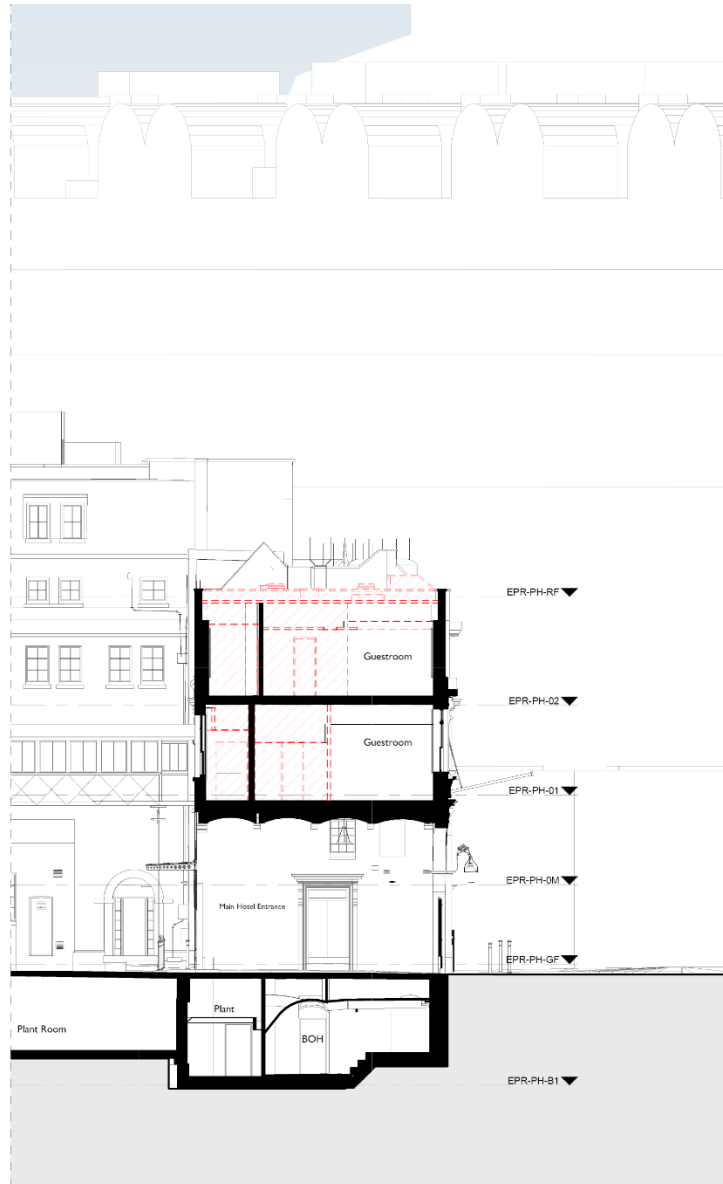 EPR-PH-RF
Guestroom
EPR-PH-02
Guestroom
EPR-PH-01
EPR-PH-0M
Main Hotel Entrance
EPR-PH-GF
Plant
Plant Room
BOH
EPR-PH-B1